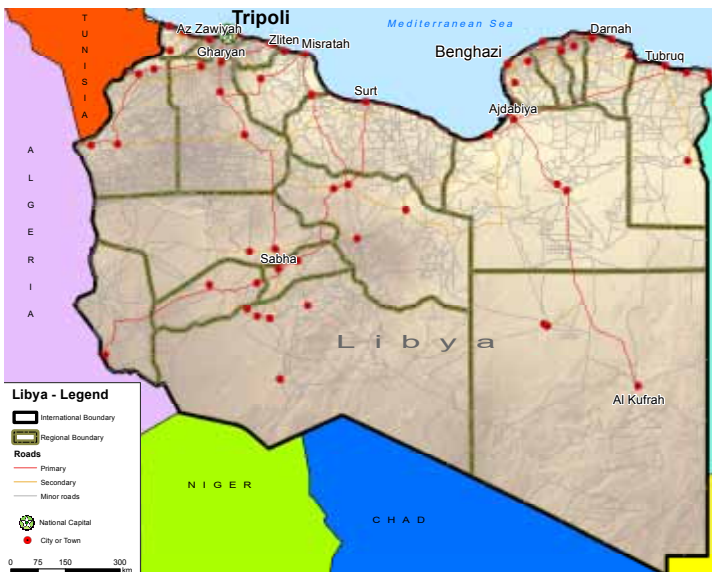 Tripoli
Mediterranean Sea
Az Zawiyah
Darnah
TUNISIA
Zliten
Misratah
Gharyan
Benghazi
Tubruq
Surt
Ajdabiya
ALGERIA
Sabha
Libya
Al Kufrah
Libya - Legend
International Boundary
Regional Boundary
Roads
Primary
Secondary
Minor roads
National Capital
City or Town
0 75 150 300
km
NIGER
CHAD